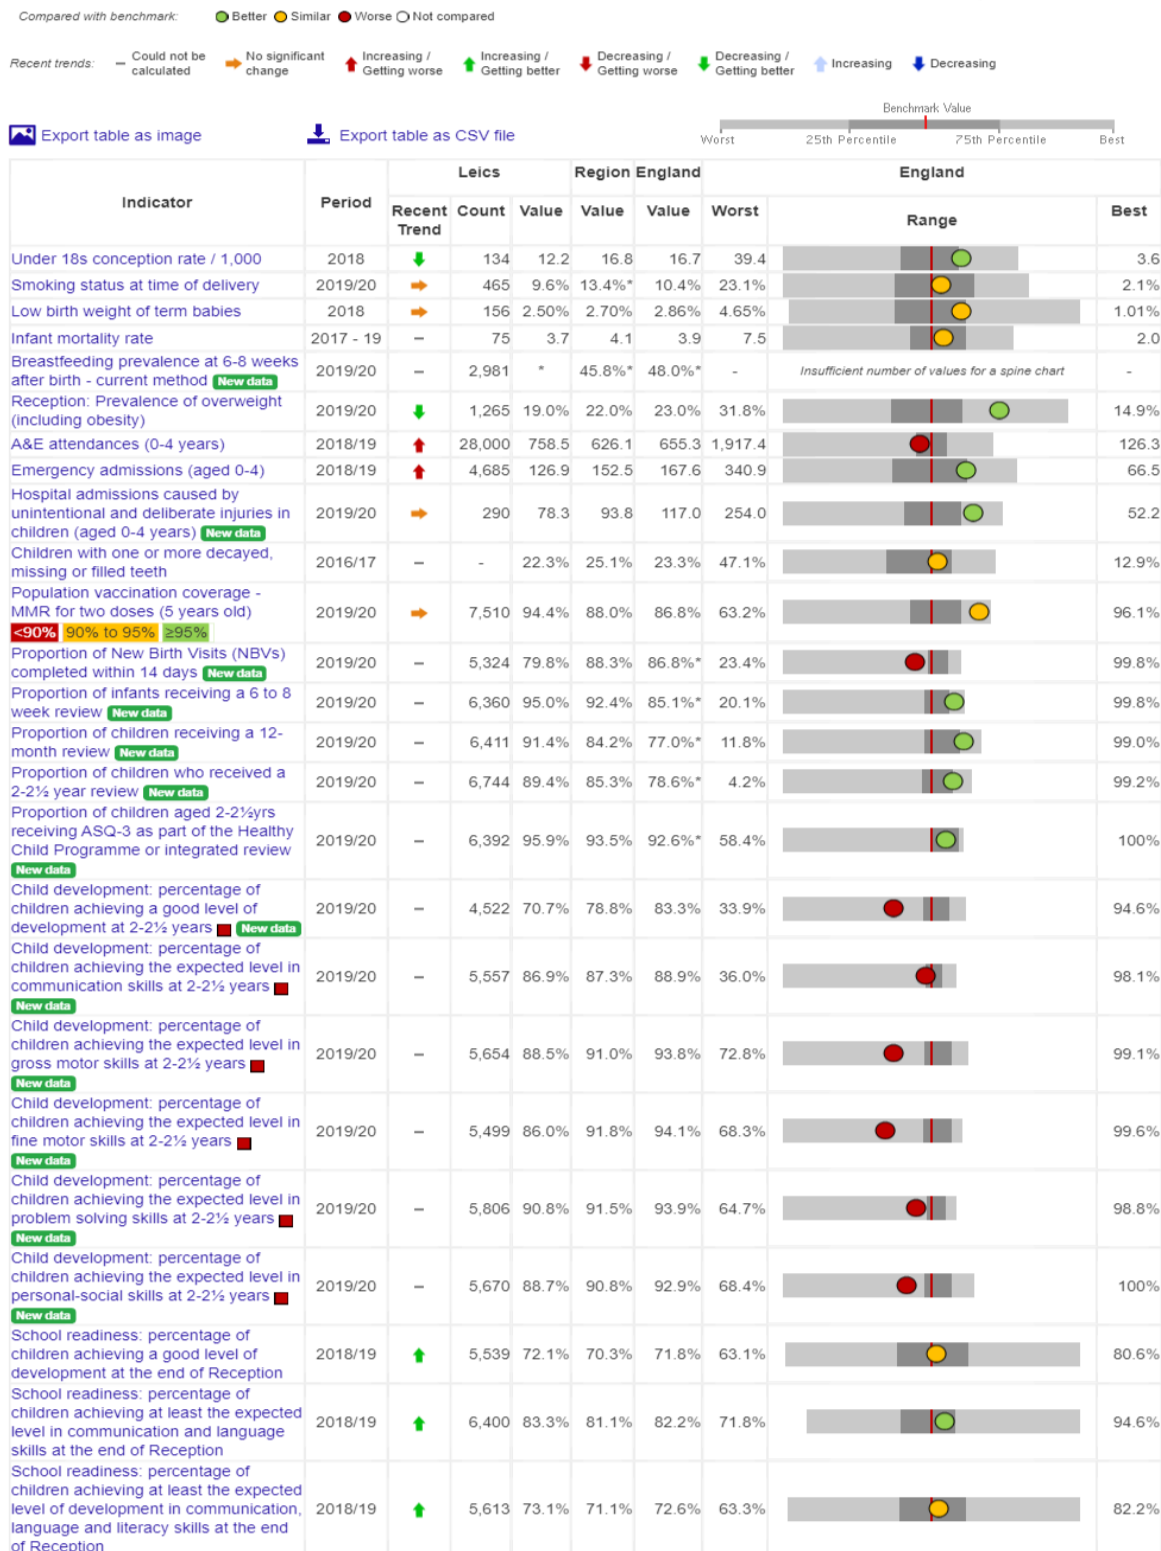 Compared with benchmark: Better Similar Worse Not compared
Recent trends: – Could not be calculated No significant change Increasing / Getting worse Increasing / Getting better Decreasing / Getting worse Decreasing / Getting better Increasing Decreasing
Benchmark Value
Export table as image Export table as CSV file
Worst 25th Percentile 75th Percentile Best
Leics Region England England
Indicator Period Recent Trend Count Value Value Value Worst Range Best
Under 18s conception rate / 1,000 2018 134 12.2 16.8 16.7 39.4 3.6
Smoking status at time of delivery 2019/20 465 9.6% 13.4%* 10.4% 23.1% 2.1%
Low birth weight of term babies 2018 156 2.50% 2.70% 2.86% 4.65% 1.01%
Infant mortality rate 2017 - 19 – 75 3.7 4.1 3.9 7.5 2.0
Breastfeeding prevalence at 6-8 weeks
after birth - current method New data 2019/20 – 2,981 * 45.8%* 48.0%* - Insufficient number of values for a spine chart -
Reception: Prevalence of overweight
(including obesity) 2019/20 1,265 19.0% 22.0% 23.0% 31.8% 14.9%
A&E attendances (0-4 years) 2018/19 28,000 758.5 626.1 655.3 1,917.4 126.3
Emergency admissions (aged 0-4) 2018/19 4,685 126.9 152.5 167.6 340.9 66.5
Hospital admissions caused by
unintentional and deliberate injuries in
children (aged 0-4 years) New data 2019/20 290 78.3 93.8 117.0 254.0 52.2
Children with one or more decayed,
missing or filled teeth 2016/17 – - 22.3% 25.1% 23.3% 47.1% 12.9%
Population vaccination coverage -
MMR for two doses (5 years old) 2019/20 7,510 94.4% 88.0% 86.8% 63.2% 96.1%
<90% 90% to 95% ≥95%
Proportion of New Birth Visits (NBVs)
completed within 14 days New data 2019/20 – 5,324 79.8% 88.3% 86.8%* 23.4% 99.8%
Proportion of infants receiving a 6 to 8
week review New data 2019/20 – 6,360 95.0% 92.4% 85.1%* 20.1% 99.8%
Proportion of children receiving a 12-
month review New data 2019/20 – 6,411 91.4% 84.2% 77.0%* 11.8% 99.0%
Proportion of children who received a
2-2½ year review New data 2019/20 – 6,744 89.4% 85.3% 78.6%* 4.2% 99.2%
Proportion of children aged 2-2½yrs
receiving ASQ-3 as part of the Healthy
Child Programme or integrated review
New data 2019/20 – 6,392 95.9% 93.5% 92.6%* 58.4% 100%
Child development: percentage of
children achieving a good level of
development at 2-2½ years New data 2019/20 – 4,522 70.7% 78.8% 83.3% 33.9% 94.6%
Child development: percentage of
children achieving the expected level in
communication skills at 2-2½ years
New data 2019/20 – 5,557 86.9% 87.3% 88.9% 36.0% 98.1%
Child development: percentage of
children achieving the expected level in
gross motor skills at 2-2½ years
New data 2019/20 – 5,654 88.5% 91.0% 93.8% 72.8% 99.1%
Child development: percentage of
children achieving the expected level in
fine motor skills at 2-2½ years
New data 2019/20 – 5,499 86.0% 91.8% 94.1% 68.3% 99.6%
Child development: percentage of
children achieving the expected level in
problem solving skills at 2-2½ years
New data 2019/20 – 5,806 90.8% 91.5% 93.9% 64.7% 98.8%
Child development: percentage of
children achieving the expected level in
personal-social skills at 2-2½ years
New data 2019/20 – 5,670 88.7% 90.8% 92.9% 68.4% 100%
School readiness: percentage of
children achieving a good level of
development at the end of Reception 2018/19 5,539 72.1% 70.3% 71.8% 63.1% 80.6%
School readiness: percentage of
children achieving at least the expected
level in communication and language
skills at the end of Reception 2018/19 6,400 83.3% 81.1% 82.2% 71.8% 94.6%
School readiness: percentage of
children achieving at least the expected
level of development in communication,
language and literacy skills at the end
of Reception 2018/19 5,613 73.1% 71.1% 72.6% 63.3% 82.2%